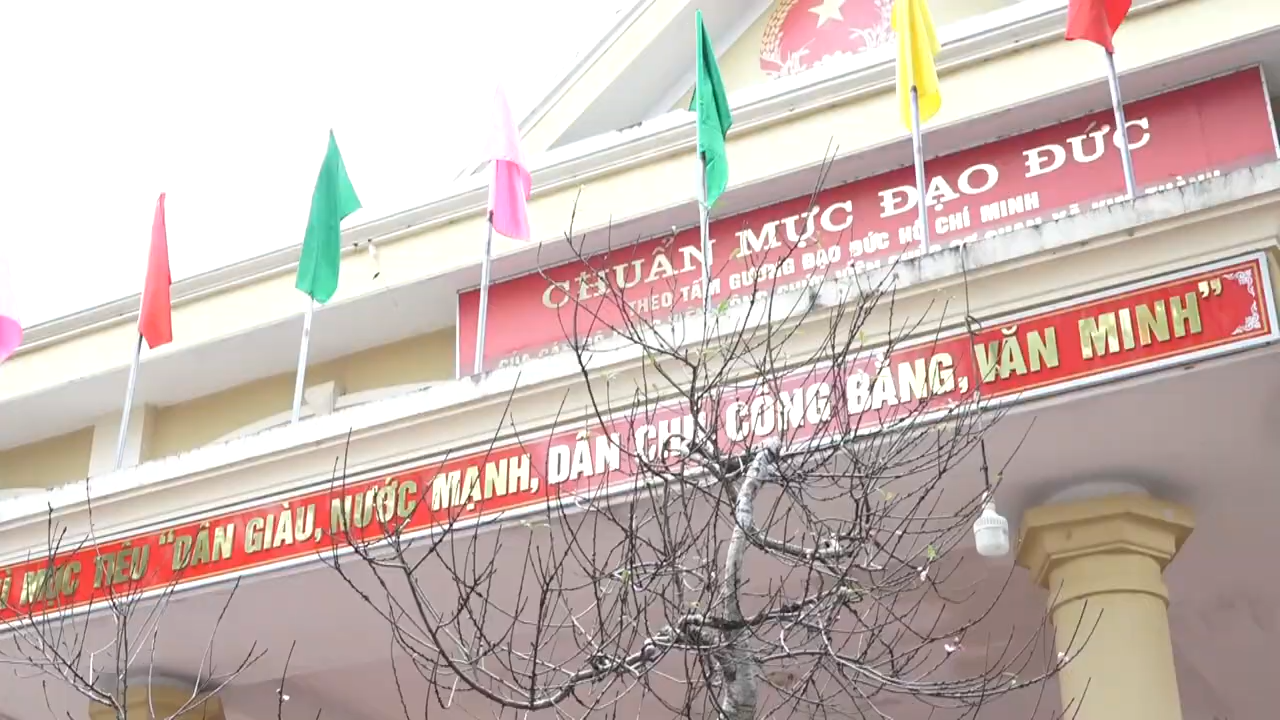 CHUẨN MỰC ĐẠO ĐỨC
THEO TẤM GƯƠNG ĐẠO ĐỨC HỒ CHÍ MINH
MỤC TIÊU “DÂN GIÀU, NƯỚC MẠNH, DÂN CHỦ, CÔNG BẰNG, VĂN MINH”